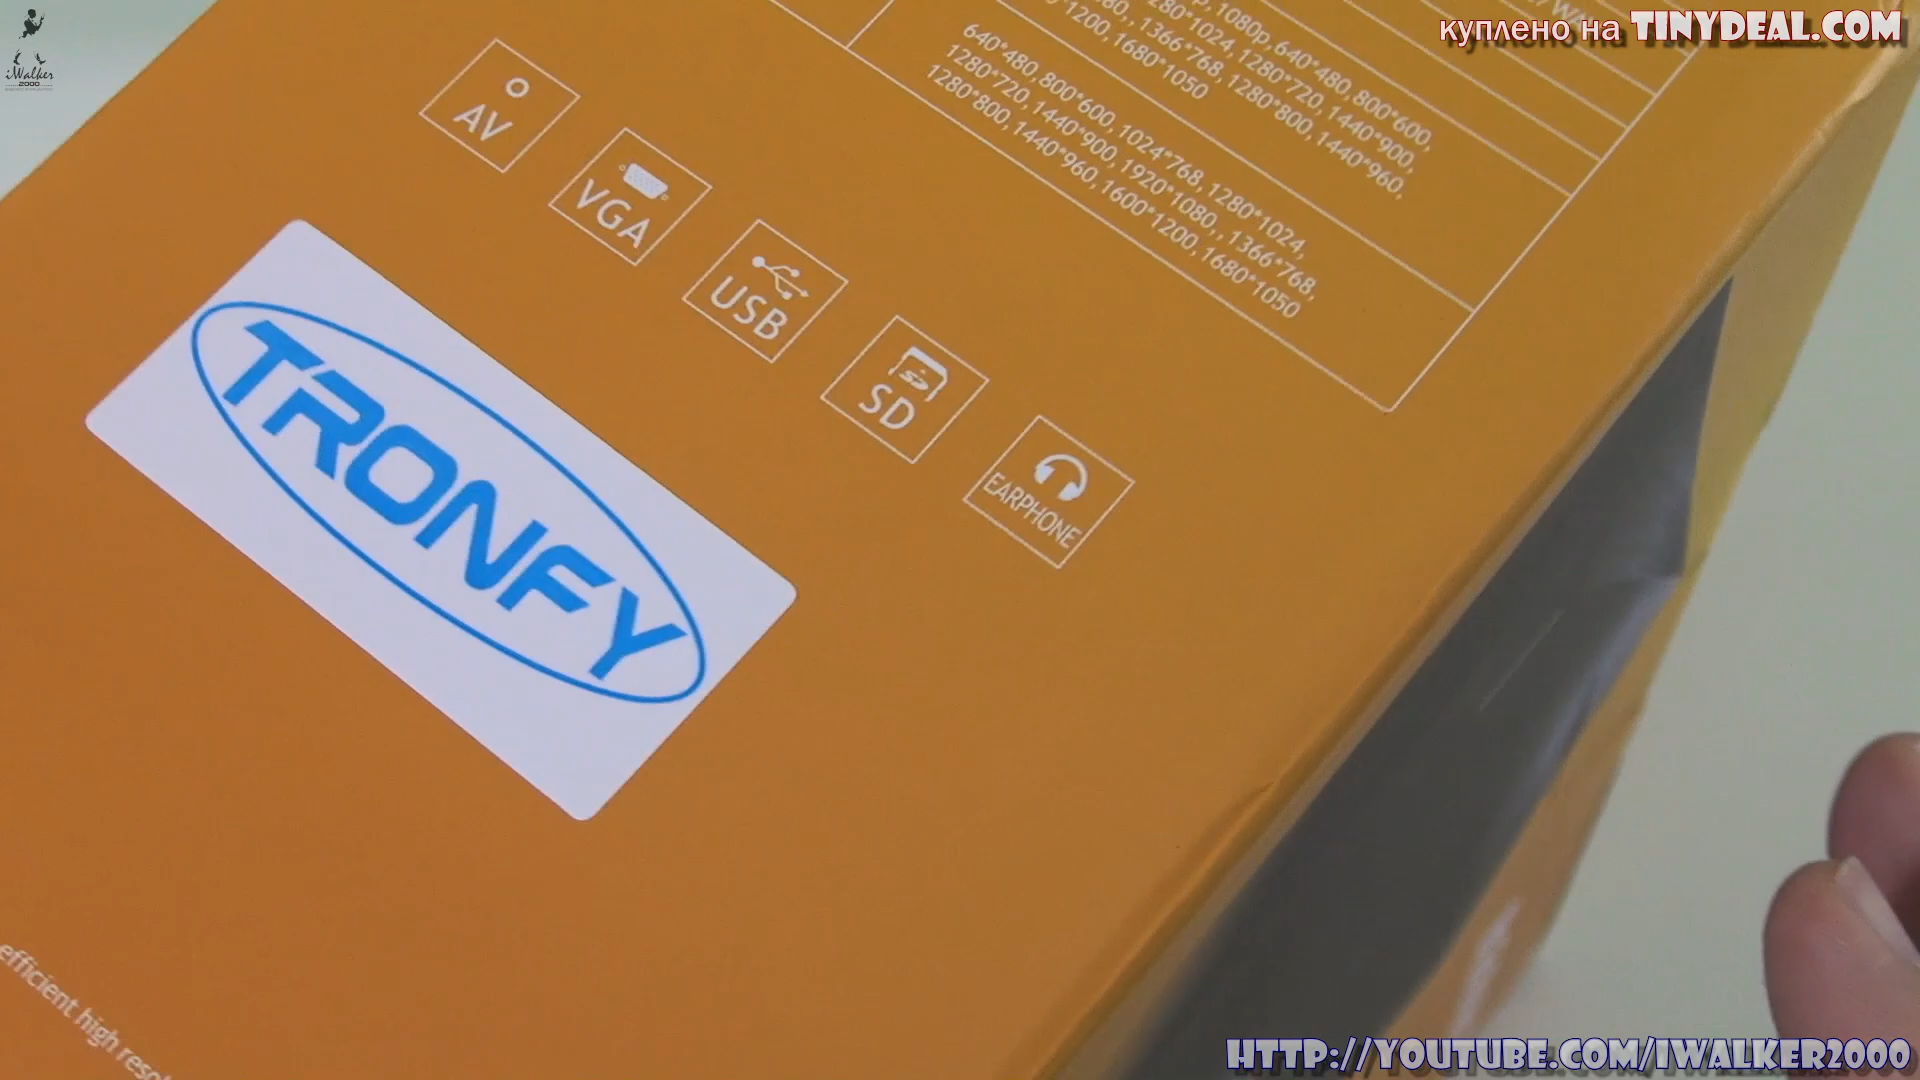 iWalker
2000
куплено на TINYDEAL.COM
1080p, 640*480, 800*600,
1280*1024, 1280*720, 1440*900,
1366*768, 1280*800, 1440*960,
1200, 1680*1050
640*480, 800*600, 1024*768, 1280*1024,
1280*720, 1440*900, 1920*1080, , 1366*768,
1280*800, 1440*960, 1600*1200, 1680*1050
AV
VGA
USB
SD
EARPHONE
TRONFY
efficient high resol
HTTP://YOUTUBE.COM/IWALKER2000